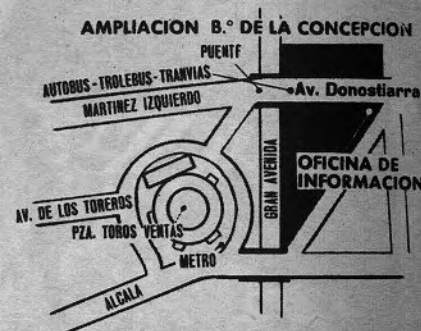 AMPLIACION B.º DE LA CONCEPCION
PUENTE
AUTOBUS-TROLEBUS-TRANVIAS
Av. Donostiarra
MARTINEZ IZQUIERDO
GRAN AVENIDA
OFICINA DE
INFORMACION
AV. DE LOS TOREROS
PZA. TOROS VENTAS
METRO
ALCALA